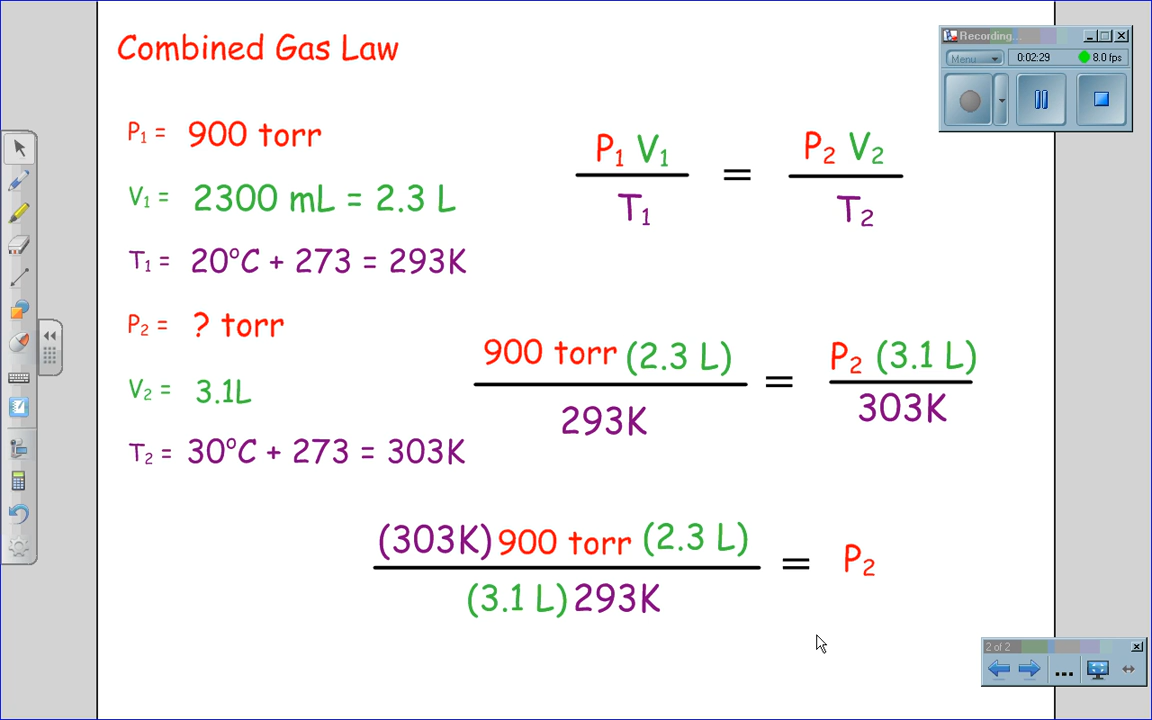 Combined Gas Law
Recording...
Menu
0:02:29
8.0 fps
P₁ = 900 torr
V₁ = 2300 mL = 2.3 L
T₁ = 20°C + 273 = 293K
P₂ = ? torr
V₂ = 3.1L
T₂ = 30°C + 273 = 303K
P₁ V₁ = P₂ V₂
T₁ T₂
900 torr (2.3 L) = P₂ (3.1 L)
293K 303K
(303K) 900 torr (2.3 L) = P₂
(3.1 L) 293K
2 of 2
...